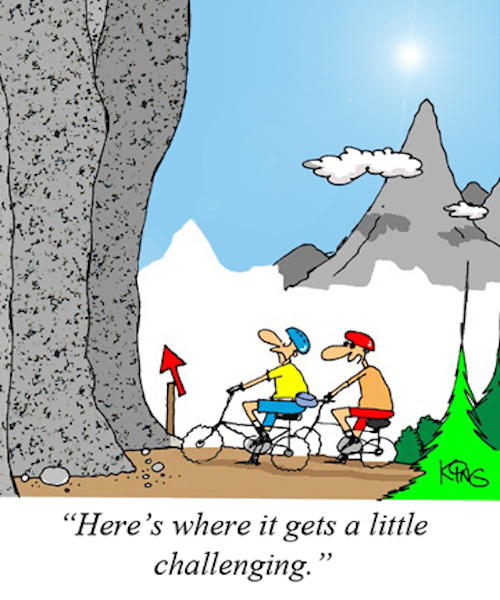 KING
“Here’s where it gets a little
challenging.”